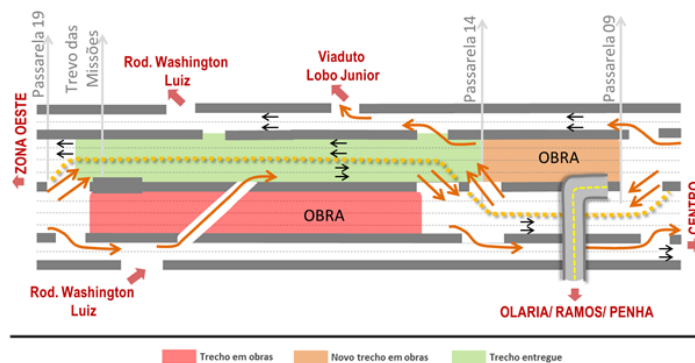 Passarela 19
Trevo das
Missões
Rod. Washington
Luiz
Viaduto
Lobo Junior
Passarela 14
Passarela 09
ZONA OESTE
OBRA
OBRA
CENTRO
Rod. Washington
Luiz
OLARIA/ RAMOS/ PENHA
Trecho em obras
Novo trecho em obras
Trecho entregue